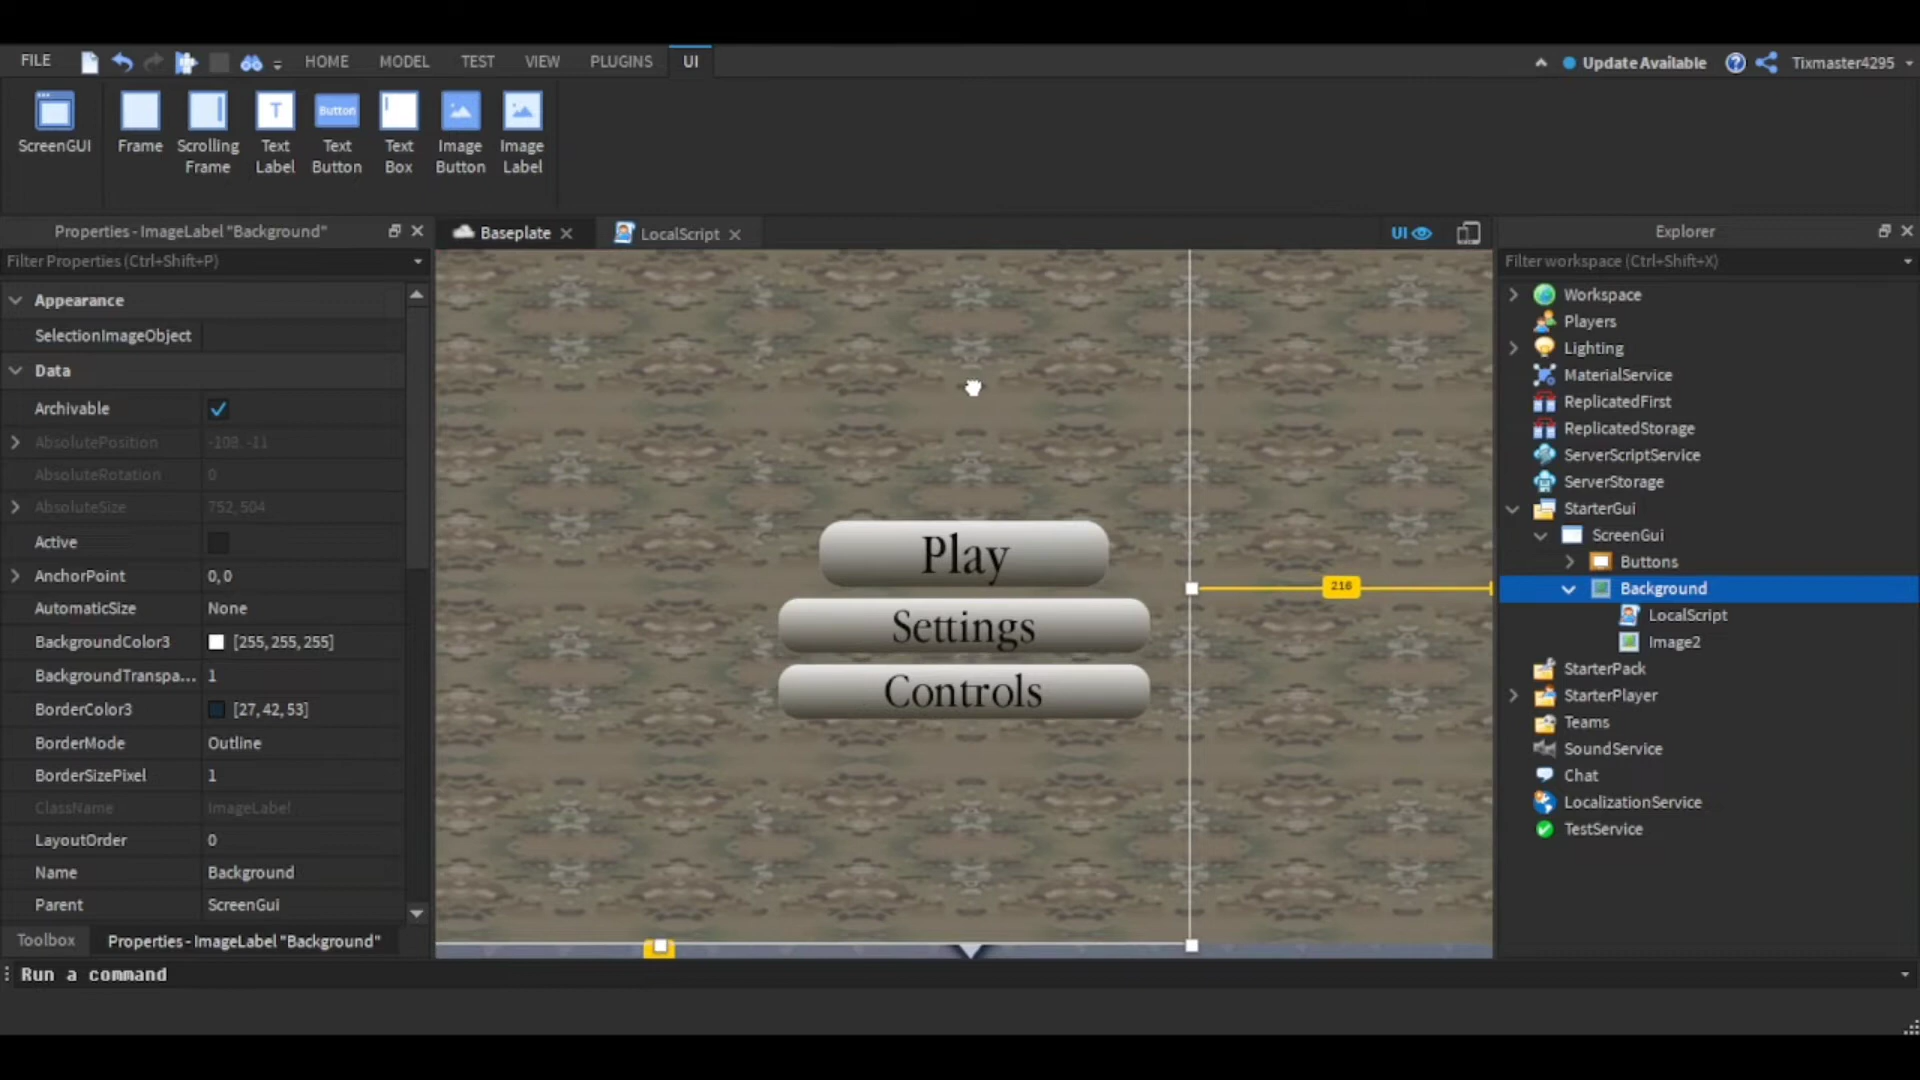 FILE HOME MODEL TEST VIEW PLUGINS UI Update Available Tixmaster4295
ScreenGUI Frame Scrolling Frame T Text Label Button Text Button Text Box Image Button Image Label
Properties - ImageLabel "Background"
Filter Properties (Ctrl+Shift+P)
Appearance
SelectionImageObject
Data
Archivable
AbsolutePosition -108, -11
AbsoluteRotation 0
AbsoluteSize 752, 504
Active
AnchorPoint 0, 0
AutomaticSize None
BackgroundColor3 [255, 255, 255]
BackgroundTranspa... 1
BorderColor3 [27, 42, 53]
BorderMode Outline
BorderSizePixel 1
ClassName ImageLabel
LayoutOrder 0
Name Background
Parent ScreenGui
Toolbox Properties - ImageLabel "Background"
Run a command
Baseplate LocalScript UI
Play
Settings
Controls
216
Explorer
Filter workspace (Ctrl+Shift+X)
Workspace
Players
Lighting
MaterialService
ReplicatedFirst
ReplicatedStorage
ServerScriptService
ServerStorage
StarterGui
ScreenGui
Buttons
Background
LocalScript
Image2
StarterPack
StarterPlayer
Teams
SoundService
Chat
LocalizationService
TestService